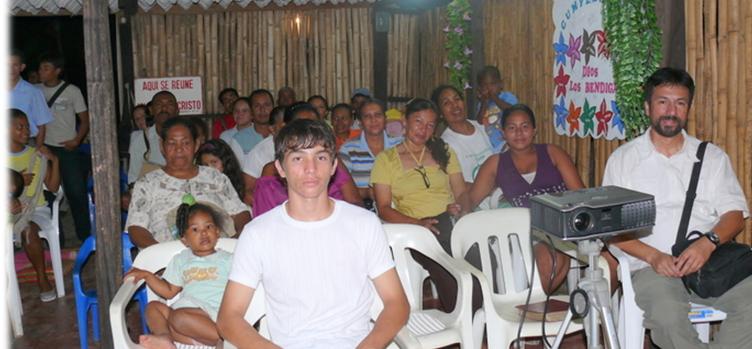 AQUI SE REUNE
CRISTO
CUMPLE
DIOS
LOS BENDIGA